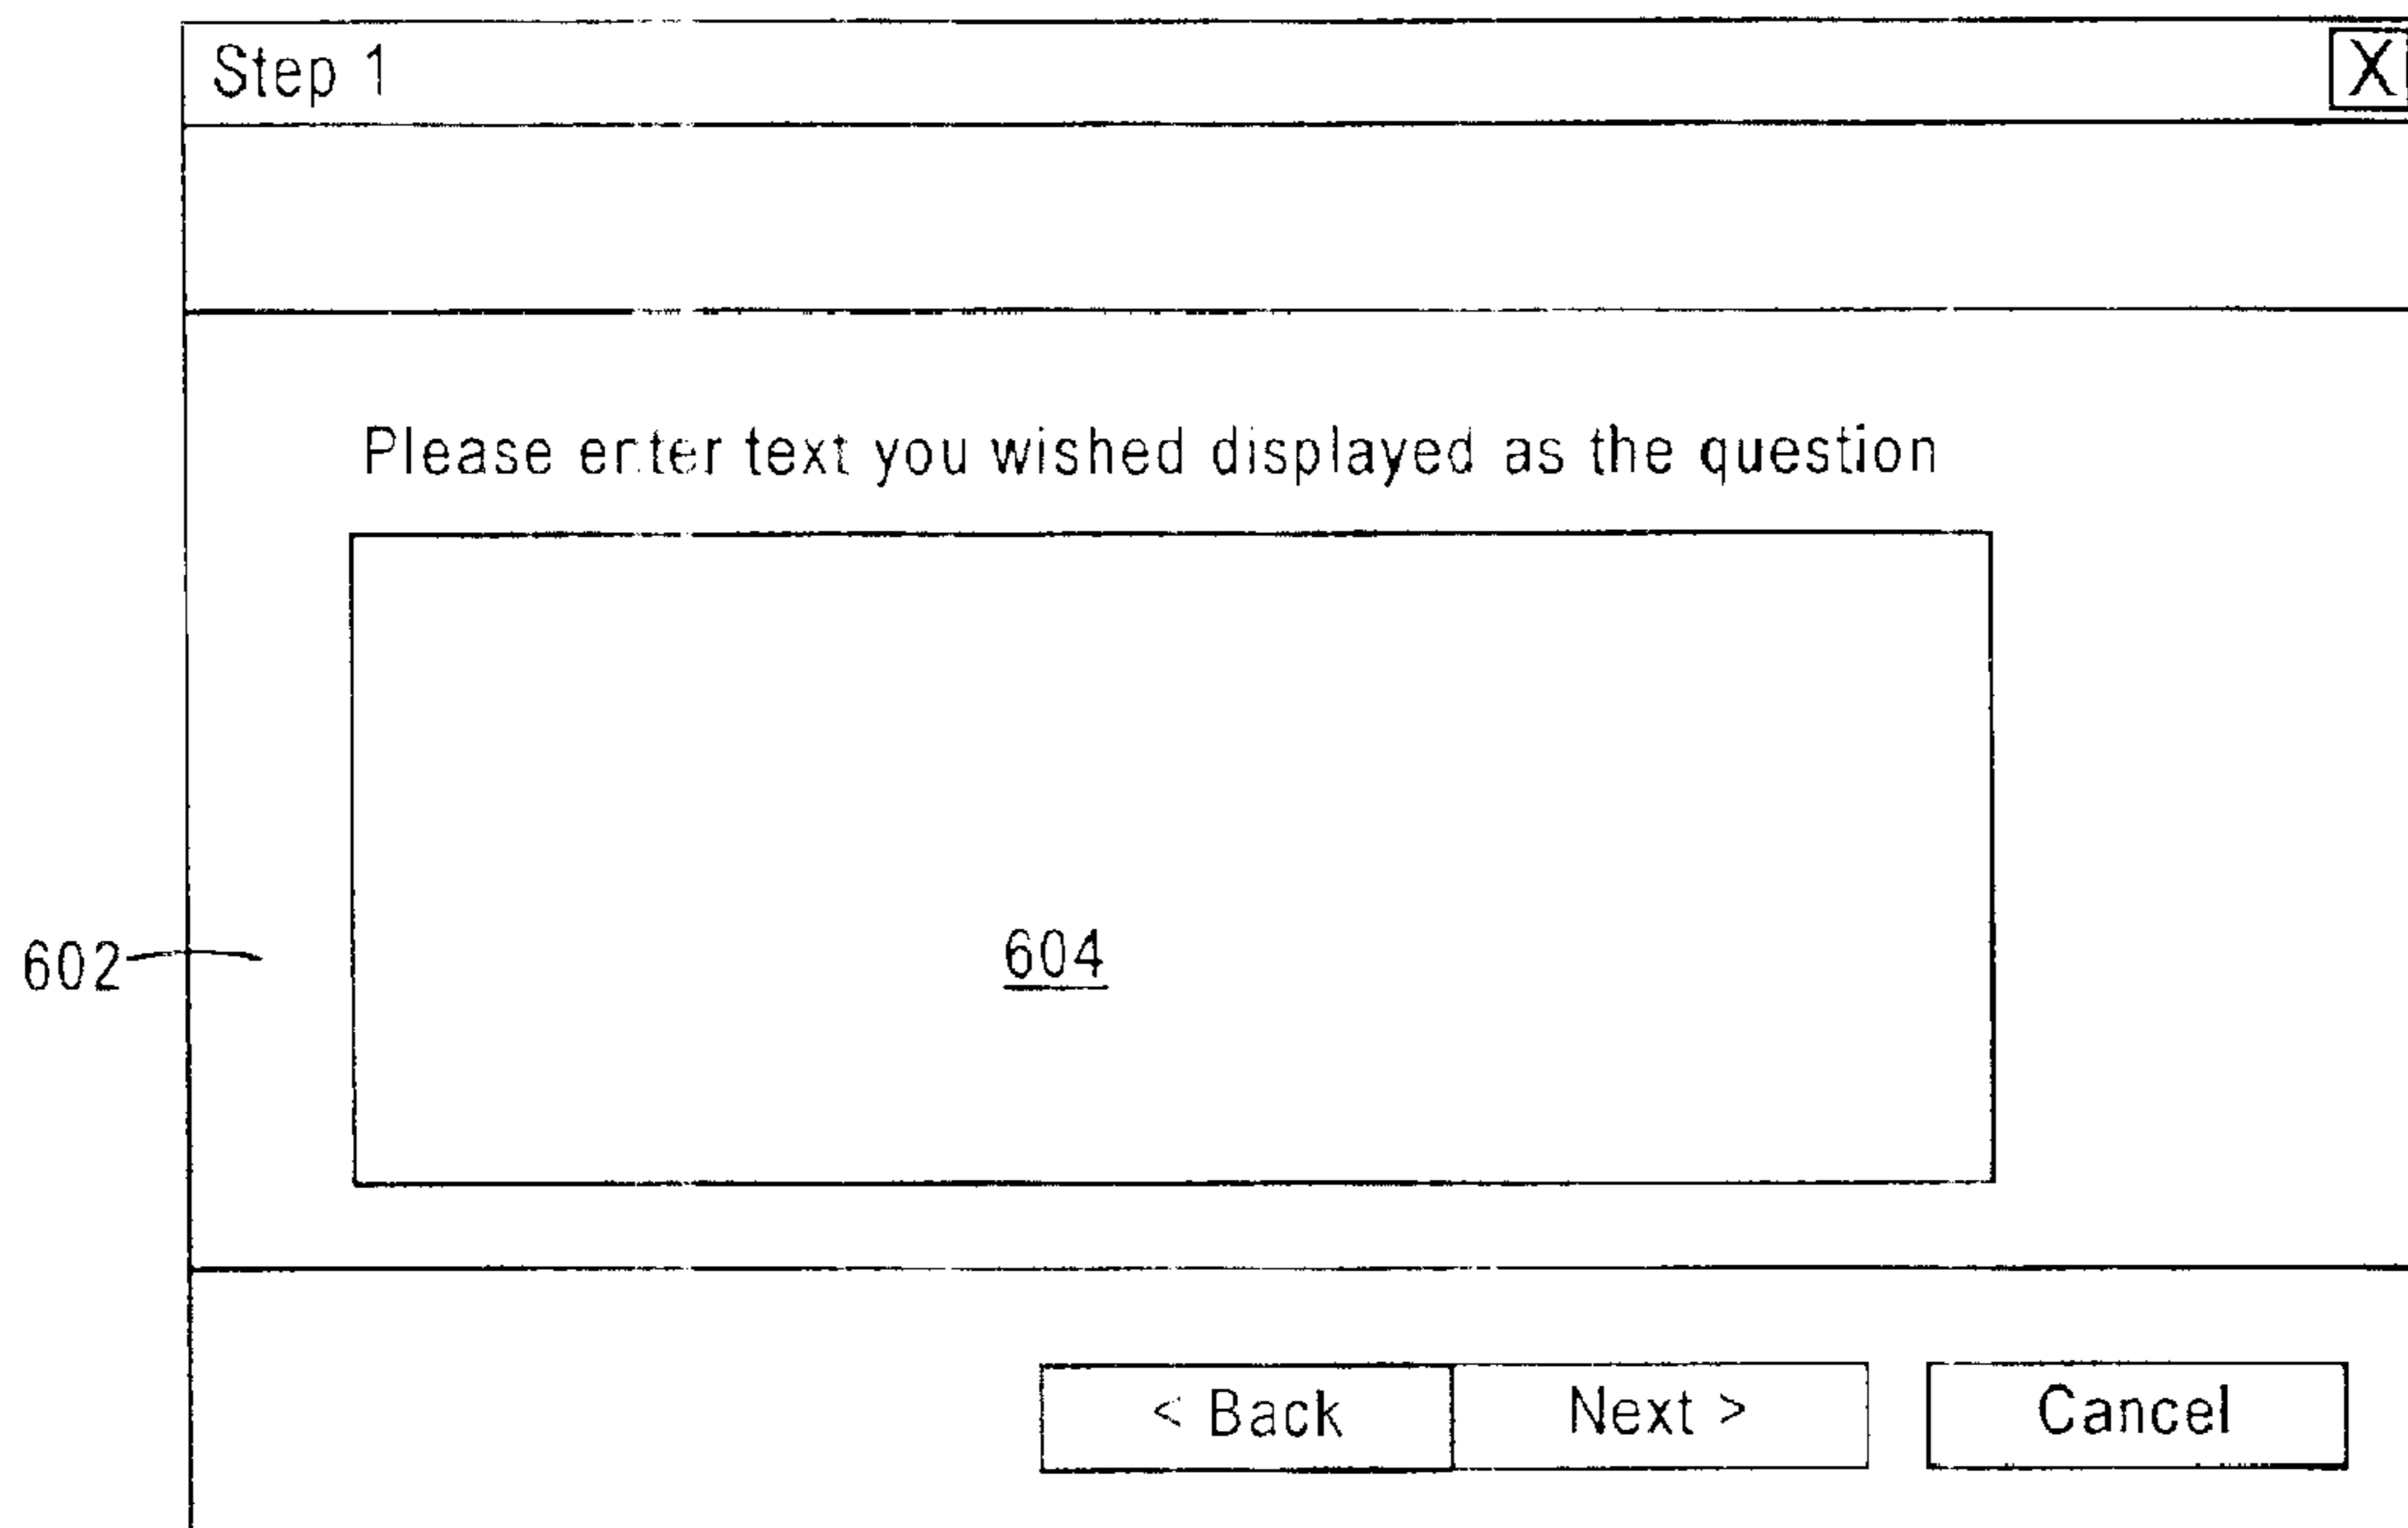 Step 1 X
Please enter text you wished displayed as the question
604
602
< Back Next > Cancel